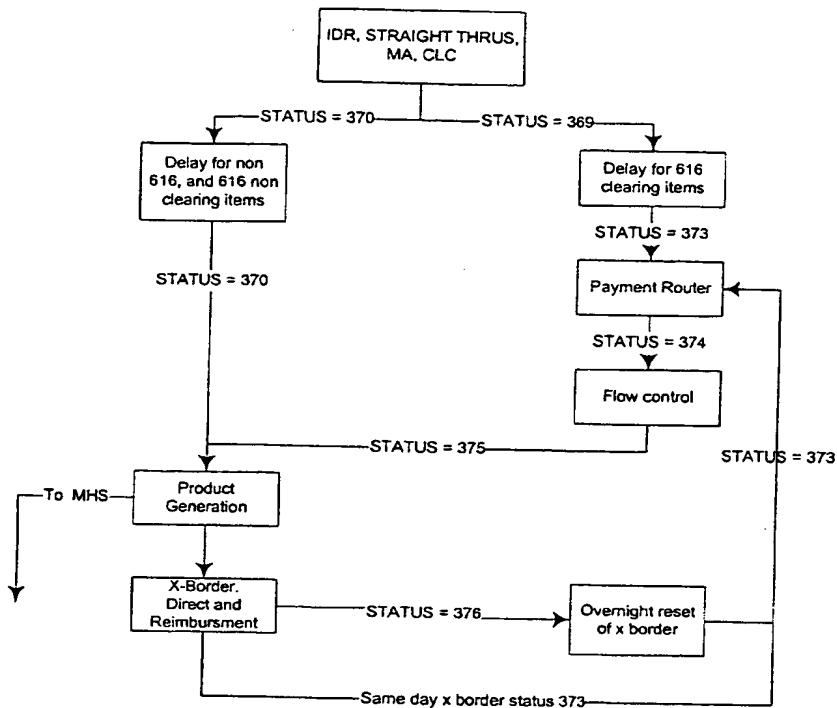 IDR, STRAIGHT THRUS,
MA, CLC
STATUS = 370
STATUS = 369
Delay for non
616, and 616 non
clearing items
Delay for 616
clearing items
STATUS = 373
STATUS = 370
Payment Router
STATUS = 374
Flow control
STATUS = 375
STATUS = 373
To MHS
Product
Generation
X-Border.
Direct and
Reimbursment
STATUS = 376
Overnight reset
of x border
Same day x border status 373